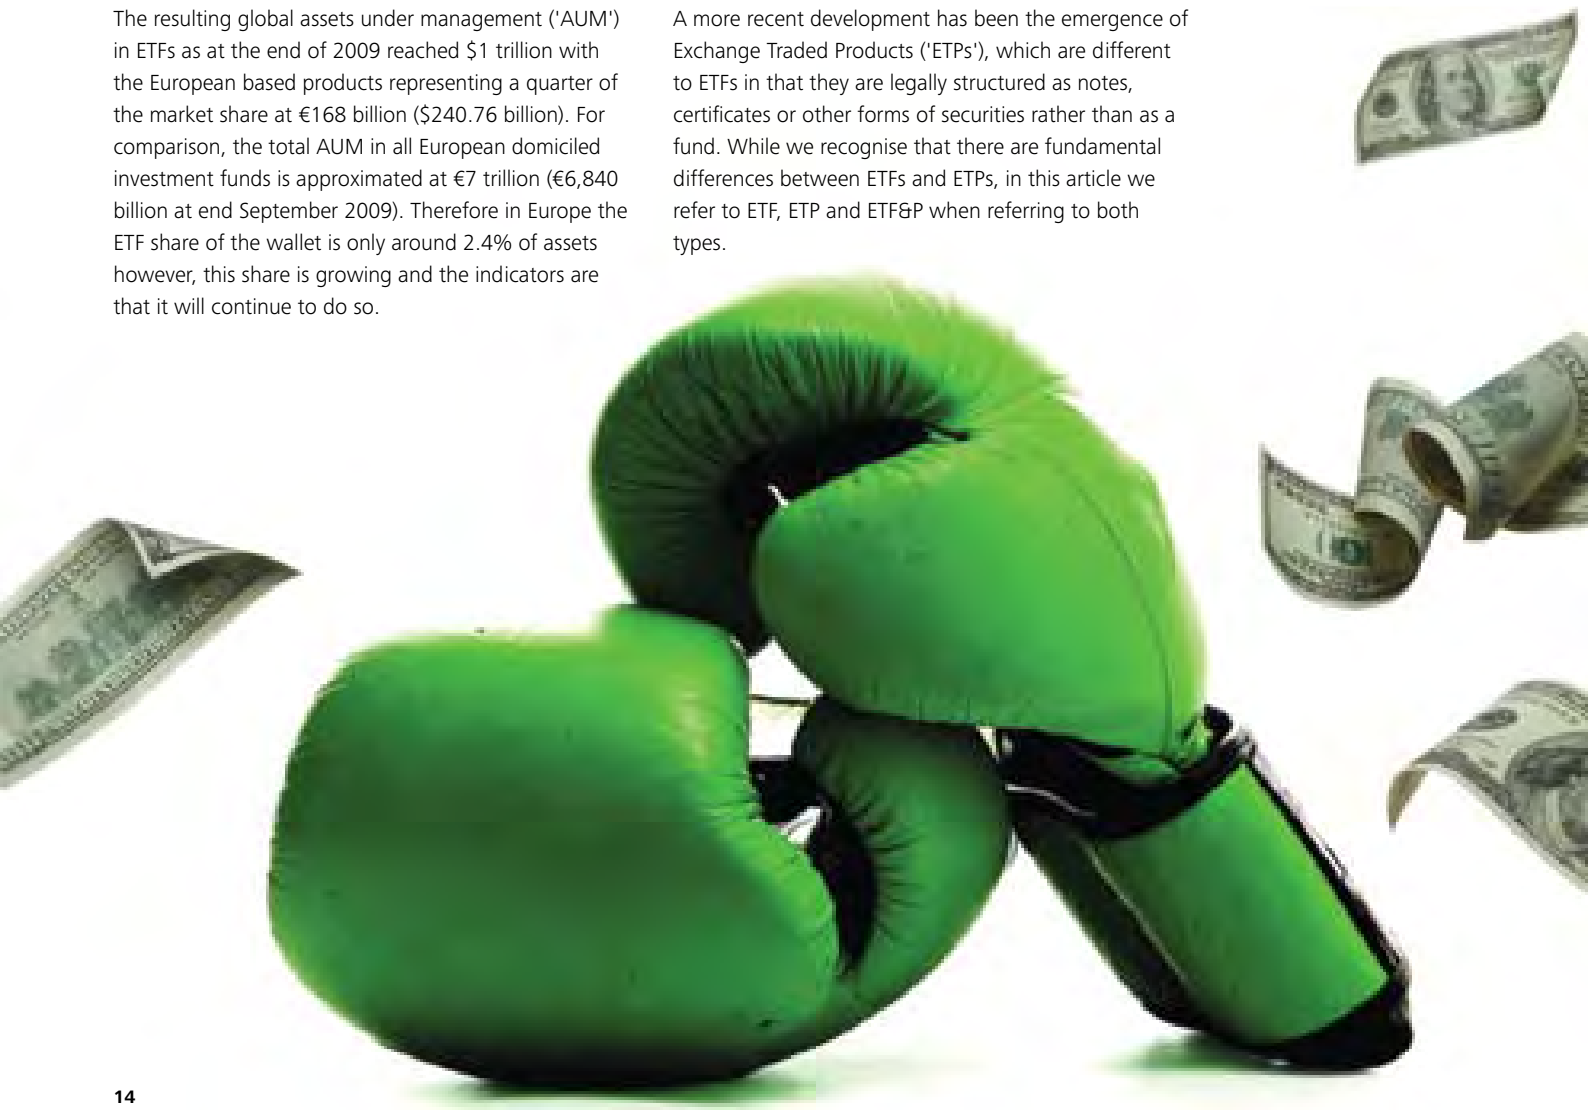 The resulting global assets under management ('AUM')
in ETFs as at the end of 2009 reached $1 trillion with
the European based products representing a quarter of
the market share at €168 billion ($240.76 billion). For
comparison, the total AUM in all European domiciled
investment funds is approximated at €7 trillion (€6,840
billion at end September 2009). Therefore in Europe the
ETF share of the wallet is only around 2.4% of assets
however, this share is growing and the indicators are
that it will continue to do so.
A more recent development has been the emergence of
Exchange Traded Products ('ETPs'), which are different
to ETFs in that they are legally structured as notes,
certificates or other forms of securities rather than as a
fund. While we recognise that there are fundamental
differences between ETFs and ETPs, in this article we
refer to ETF, ETP and ETF&P when referring to both
types.
14